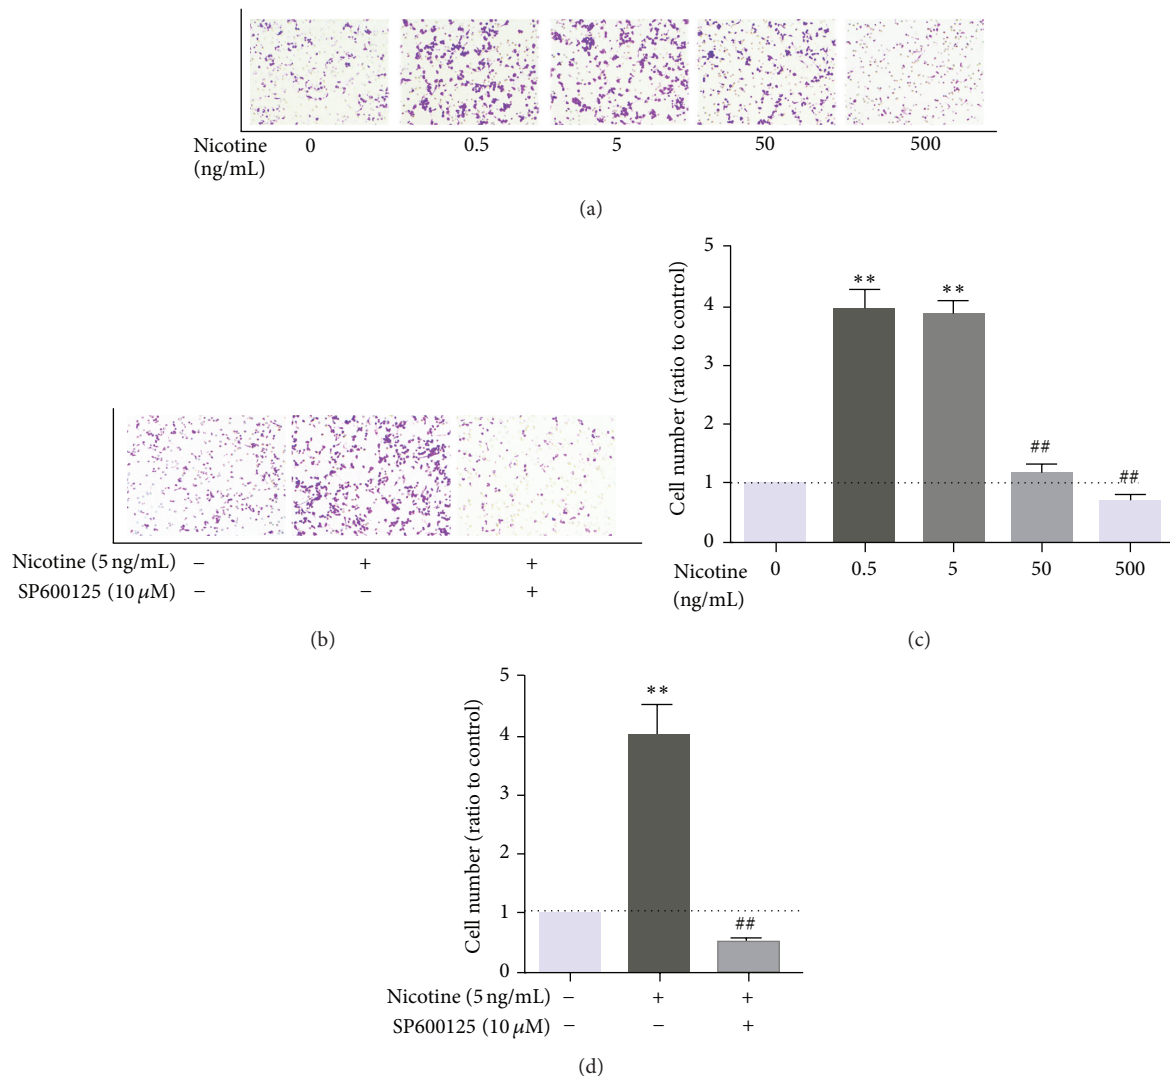 Nicotine (ng/mL) 0 0.5 5 50 500
(a)
Nicotine (5 ng/mL) − + +
SP600125 (10 μM) − − +
(b)
Cell number (ratio to control)
5
4
3
2
1
0
** ** ## ##
Nicotine (ng/mL) 0 0.5 5 50 500
(c)
Cell number (ratio to control)
5
4
3
2
1
0
** ##
Nicotine (5 ng/mL) − + +
SP600125 (10 μM) − − +
(d)